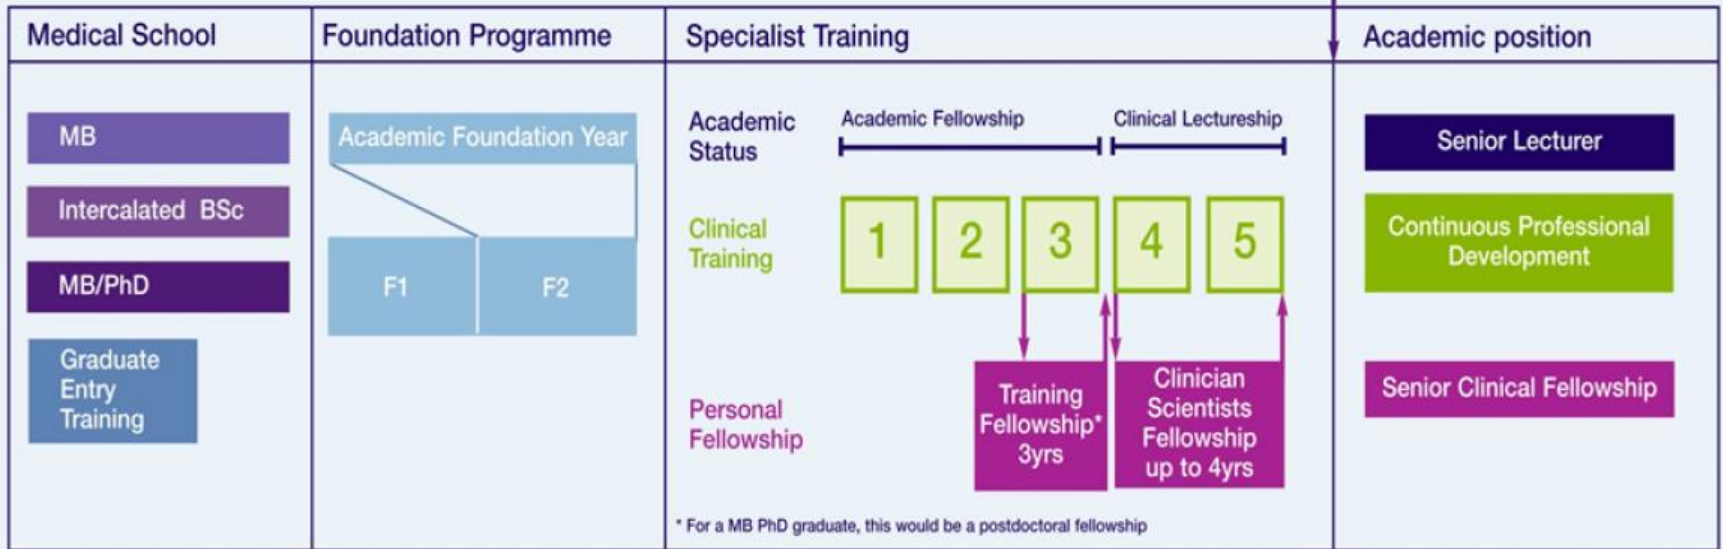 Medical School
Foundation Programme
Specialist Training
Academic position
MB
Intercalated BSc
MB/PhD
Graduate
Entry
Training
Academic Foundation Year
F1
F2
Academic
Status
Academic Fellowship
Clinical Lectureship
Clinical
Training
1
2
3
4
5
Personal
Fellowship
Training
Fellowship*
3yrs
Clinician
Scientists
Fellowship
up to 4yrs
* For a MB PhD graduate, this would be a postdoctoral fellowship
Senior Lecturer
Continuous Professional
Development
Senior Clinical Fellowship